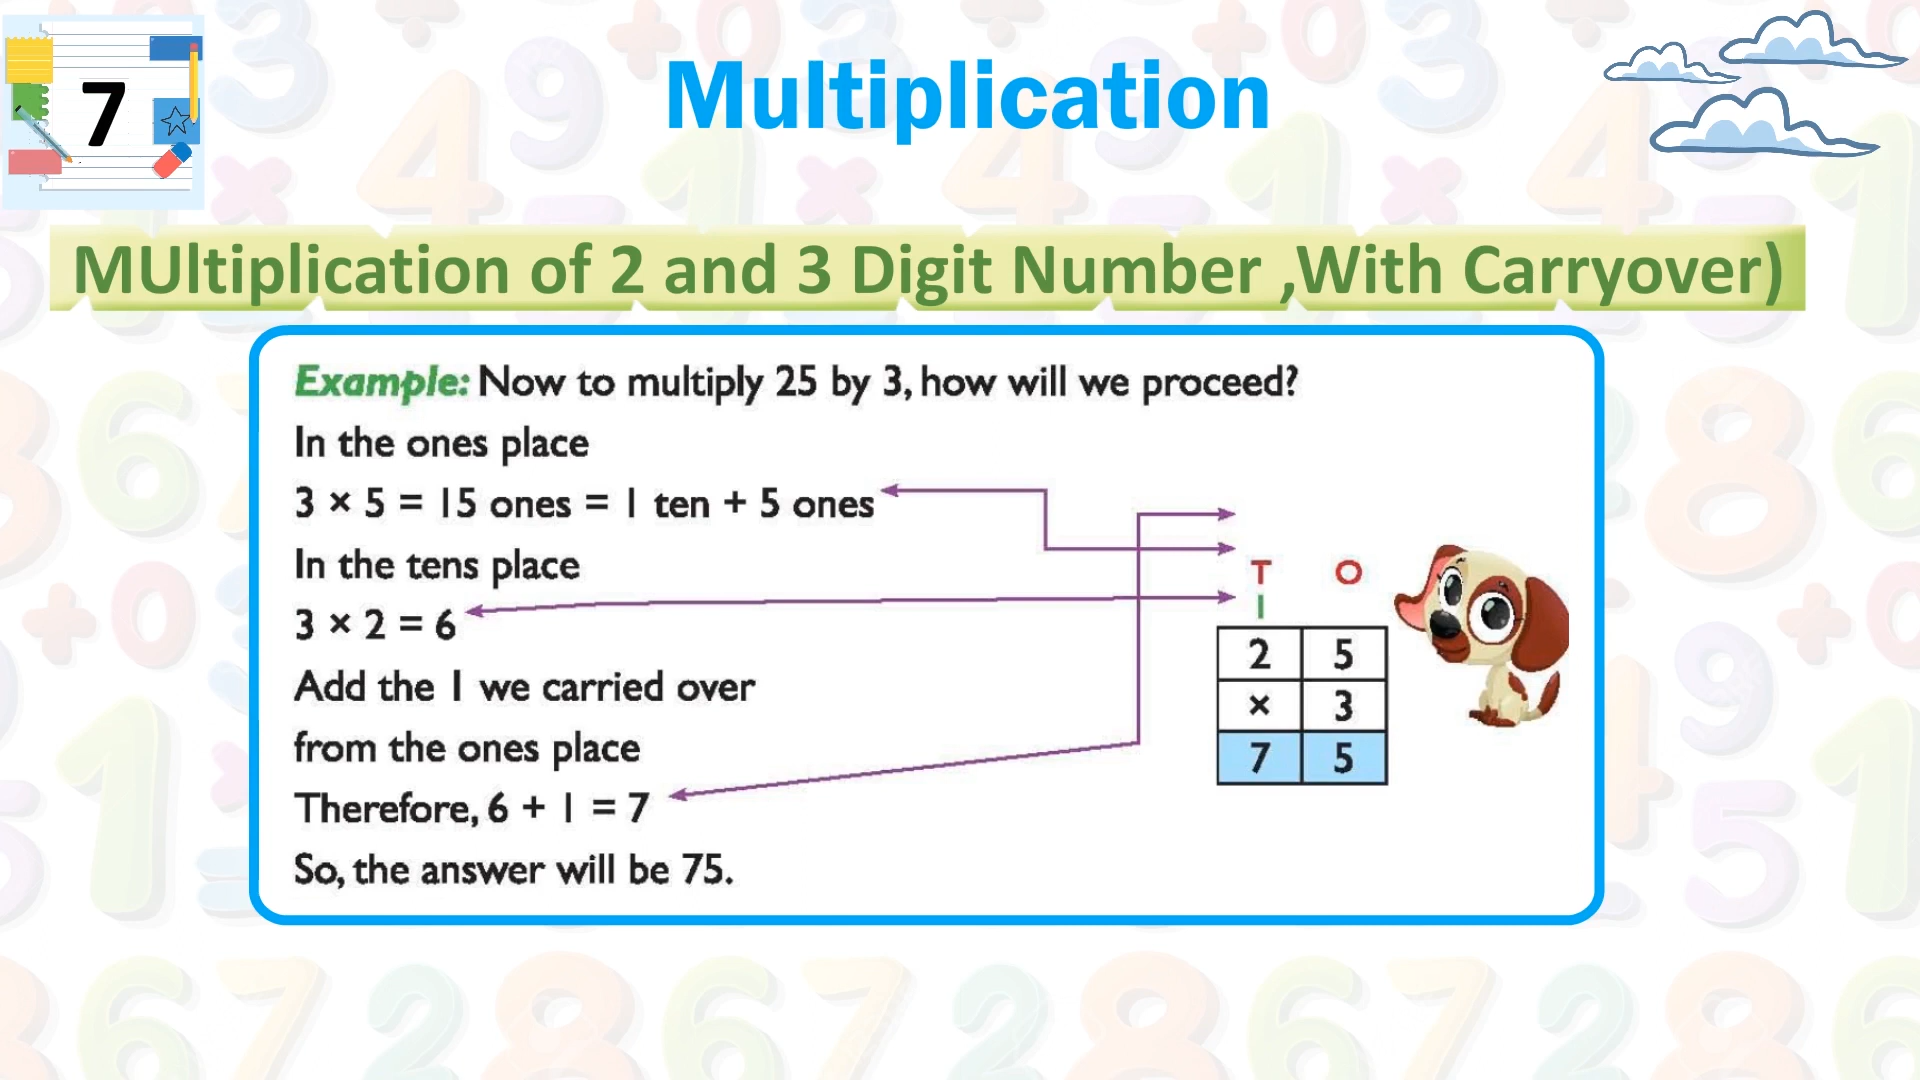 7
Multiplication
MUltiplication of 2 and 3 Digit Number ,With Carryover)
Example: Now to multiply 25 by 3, how will we proceed?
In the ones place
3 × 5 = 15 ones = 1 ten + 5 ones
In the tens place
3 × 2 = 6
Add the 1 we carried over
from the ones place
Therefore, 6 + 1 = 7
So, the answer will be 75.
T O
1
2 5
× 3
7 5